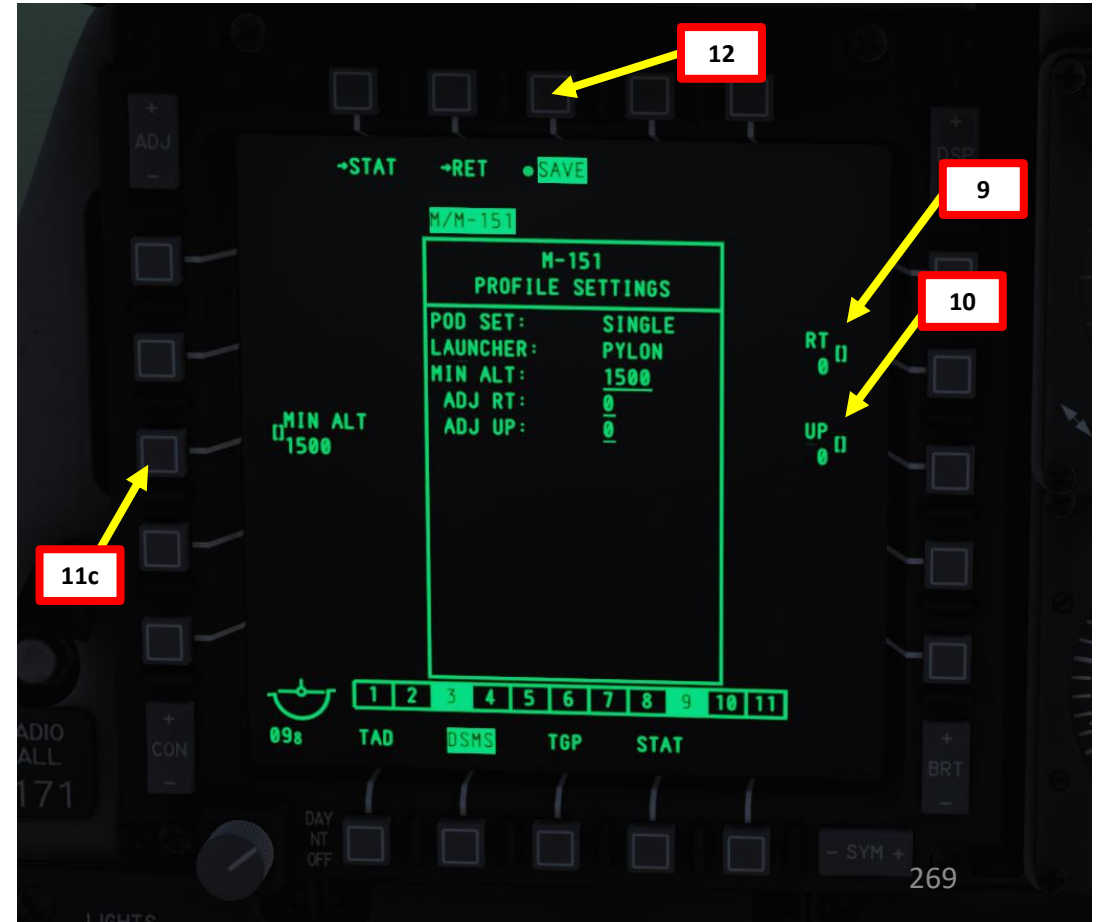 12
+
ADJ
-
+
DSP
→STAT →RET SAVE
9
M/M-151
M-151
PROFILE SETTINGS
10
POD SET: SINGLE
LAUNCHER: PYLON
MIN ALT: 1500
ADJ RT: 0
ADJ UP: 0
RT
0
MIN ALT
1500
UP
0
11c
1 2 3 4 5 6 7 8 9 10 11
098 TAD DSMS TGP STAT
+
CON
-
+
BRT
-
ADIO
ALL
171
DAY
NT
OFF
- SYM +
269
LIGHTS